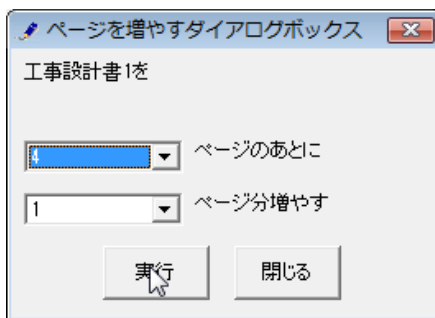 ページを増やすダイアログボックス
工事設計書1を
4 ページのあとに
1 ページ分増やす
実行 閉じる